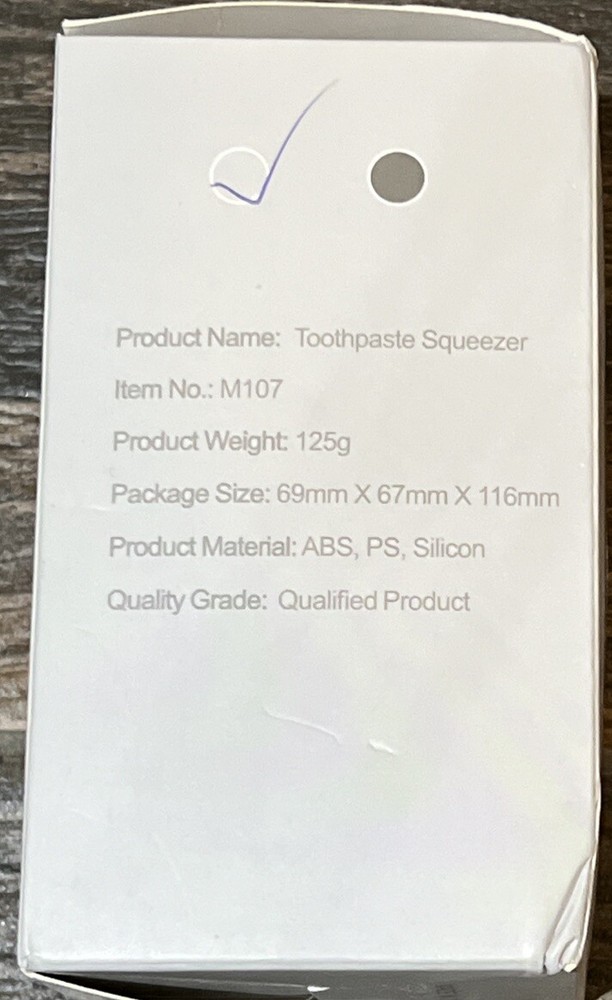 Product Name: Toothpaste Squeezer
Item No.: M107
Product Weight: 125g
Package Size: 69mm X 67mm X 116mm
Product Material: ABS, PS, Silicon
Quality Grade: Qualified Product